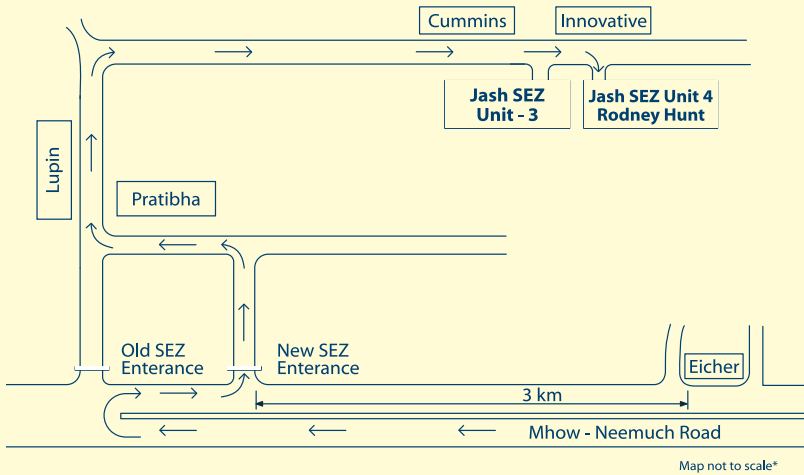 Cummins
Innovative
Jash SEZ
Unit - 3
Jash SEZ Unit 4
Rodney Hunt
Lupin
Pratibha
Old SEZ
Enterance
New SEZ
Enterance
Eicher
3 km
Mhow - Neemuch Road
Map not to scale*